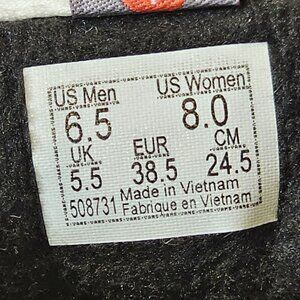 US Men US Women
6.5 8.0
UK EUR CM
5.5 38.5 24.5
508731 Made in Vietnam
Fabrique en Vietnam